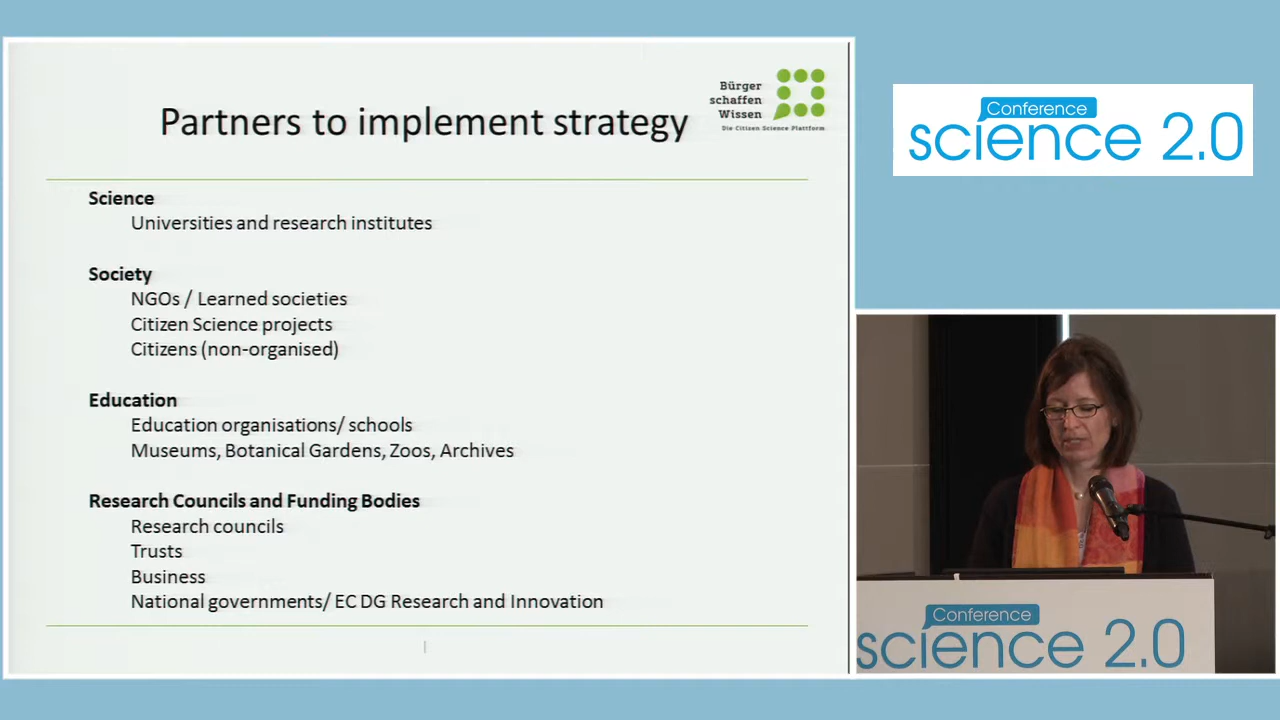 Partners to implement strategy
Bürger
schaffen
Wissen
Die Citizen Science Plattform
Science
Universities and research institutes
Society
NGOs / Learned societies
Citizen Science projects
Citizens (non-organised)
Education
Education organisations/ schools
Museums, Botanical Gardens, Zoos, Archives
Research Councils and Funding Bodies
Research councils
Trusts
Business
National governments/ EC DG Research and Innovation
Conference
science 2.0
Conference
science 2.0